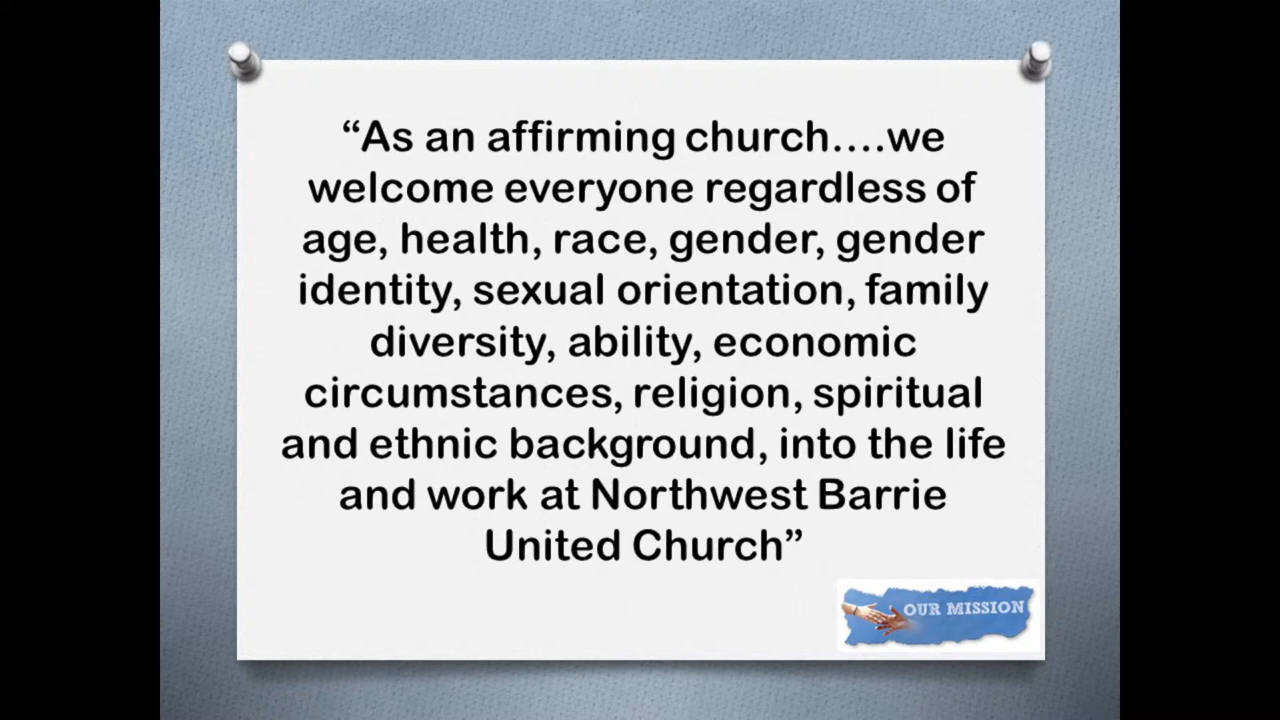 “As an affirming church....we
welcome everyone regardless of
age, health, race, gender, gender
identity, sexual orientation, family
diversity, ability, economic
circumstances, religion, spiritual
and ethnic background, into the life
and work at Northwest Barrie
United Church”
OUR MISSION